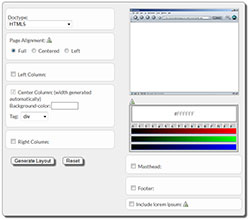 Doctype:
HTML5
Page Alignment:
Full Centered Left
Left Column:
Center Column (width generated
automatically)
Background color:
Tag: div
Right Column:
Generate Layout Reset
#FFFFFF
Masthead:
Footer:
Include lorem ipsum: